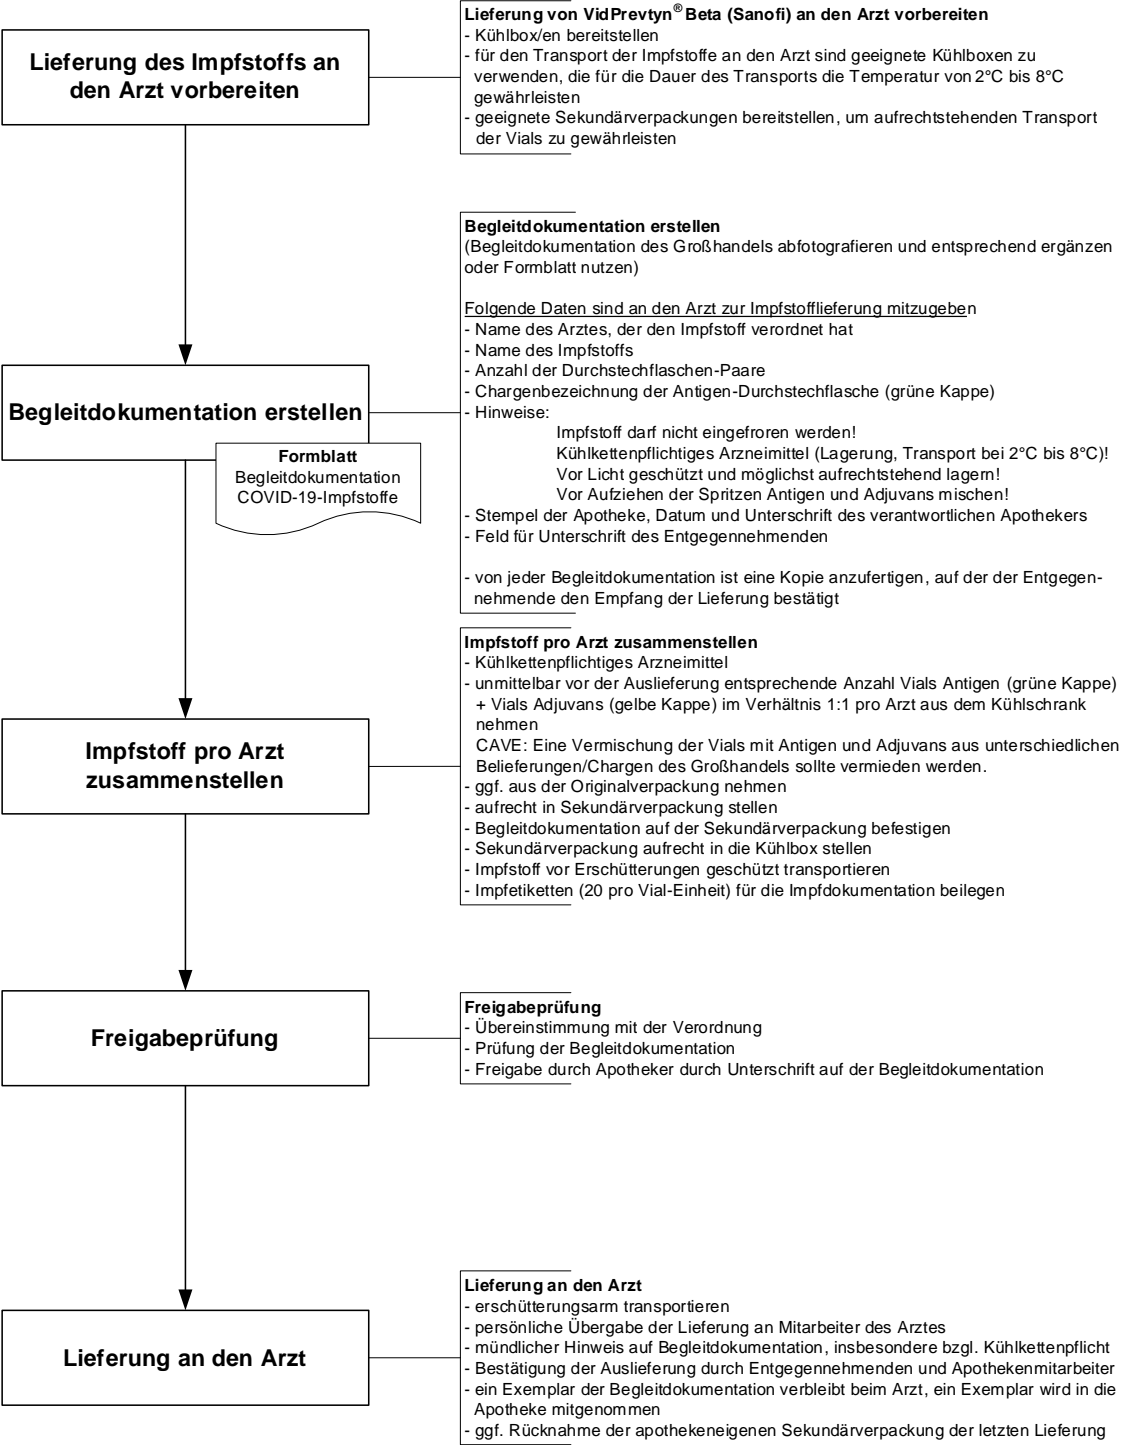 Lieferung des Impfstoffs an
den Arzt vorbereiten
Lieferung von VidPrevtyn® Beta (Sanofi) an den Arzt vorbereiten
- Kühlbox/en bereitstellen
- für den Transport der Impfstoffe an den Arzt sind geeignete Kühlboxen zu
verwenden, die für die Dauer des Transports die Temperatur von 2°C bis 8°C
gewährleisten
- geeignete Sekundärverpackungen bereitstellen, um aufrechtstehenden Transport
der Vials zu gewährleisten
Begleitdokumentation erstellen
Formblatt
Begleitdokumentation
COVID-19-Impfstoffe
Begleitdokumentation erstellen
(Begleitdokumentation des Großhandels abfotografieren und entsprechend ergänzen
oder Formblatt nutzen)
Folgende Daten sind an den Arzt zur Impfstofflieferung mitzugeben
- Name des Arztes, der den Impfstoff verordnet hat
- Name des Impfstoffs
- Anzahl der Durchstechflaschen-Paare
- Chargenbezeichnung der Antigen-Durchstechflasche (grüne Kappe)
- Hinweise:
Impfstoff darf nicht eingefroren werden!
Kühlkettenpflichtiges Arzneimittel (Lagerung, Transport bei 2°C bis 8°C)!
Vor Licht geschützt und möglichst aufrechtstehend lagern!
Vor Aufziehen der Spritzen Antigen und Adjuvans mischen!
- Stempel der Apotheke, Datum und Unterschrift des verantwortlichen Apothekers
- Feld für Unterschrift des Entgegennehmenden
- von jeder Begleitdokumentation ist eine Kopie anzufertigen, auf der der Entgegen-
nehmende den Empfang der Lieferung bestätigt
Impfstoff pro Arzt
zusammenstellen
Impfstoff pro Arzt zusammenstellen
- Kühlkettenpflichtiges Arzneimittel
- unmittelbar vor der Auslieferung entsprechende Anzahl Vials Antigen (grüne Kappe)
+ Vials Adjuvans (gelbe Kappe) im Verhältnis 1:1 pro Arzt aus dem Kühlschrank
nehmen
CAVE: Eine Vermischung der Vials mit Antigen und Adjuvans aus unterschiedlichen
Belieferungen/Chargen des Großhandels sollte vermieden werden.
- ggf. aus der Originalverpackung nehmen
- aufrecht in Sekundärverpackung stellen
- Begleitdokumentation auf der Sekundärverpackung befestigen
- Sekundärverpackung aufrecht in die Kühlbox stellen
- Impfstoff vor Erschütterungen geschützt transportieren
- Impfetiketten (20 pro Vial-Einheit) für die Impfdokumentation beilegen
Freigabeprüfung
Freigabeprüfung
- Übereinstimmung mit der Verordnung
- Prüfung der Begleitdokumentation
- Freigabe durch Apotheker durch Unterschrift auf der Begleitdokumentation
Lieferung an den Arzt
Lieferung an den Arzt
- erschütterungsarm transportieren
- persönliche Übergabe der Lieferung an Mitarbeiter des Arztes
- mündlicher Hinweis auf Begleitdokumentation, insbesondere bzgl. Kühlkettenpflicht
- Bestätigung der Auslieferung durch Entgegennehmenden und Apothekenmitarbeiter
- ein Exemplar der Begleitdokumentation verbleibt beim Arzt, ein Exemplar wird in die
Apotheke mitgenommen
- ggf. Rücknahme der apothekeneigenen Sekundärverpackung der letzten Lieferung